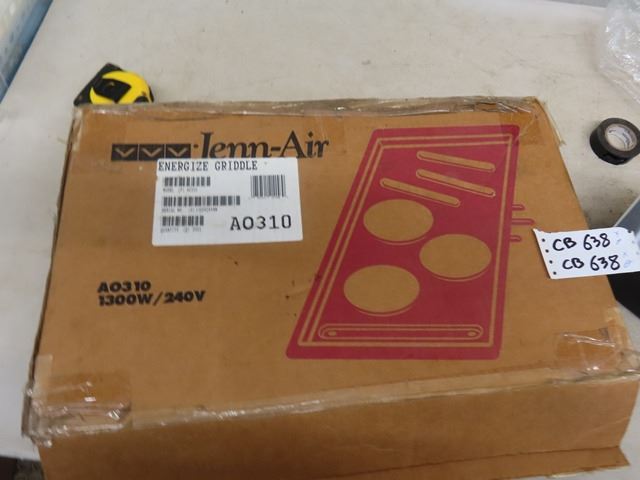 Jenn-Air
ENERGIZE GRIDDLE
A0310
A0310
1300W/240V
CB 638
CB 638